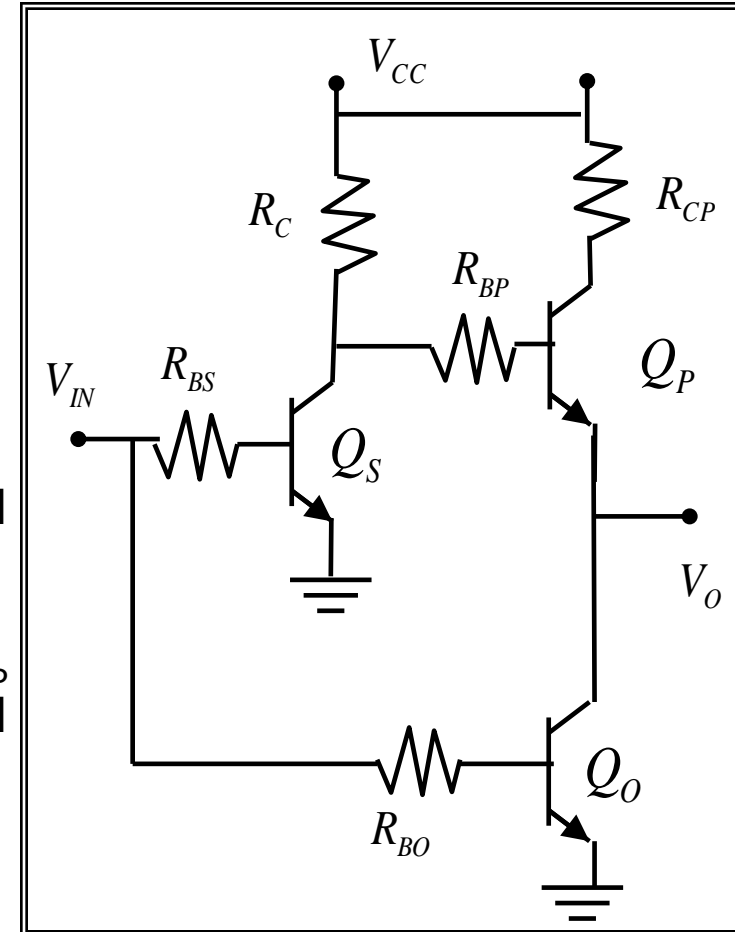 V_CC
R_C
R_CP
R_BP
V_IN
R_BS
Q_P
Q_S
V_O
Q_O
R_BO